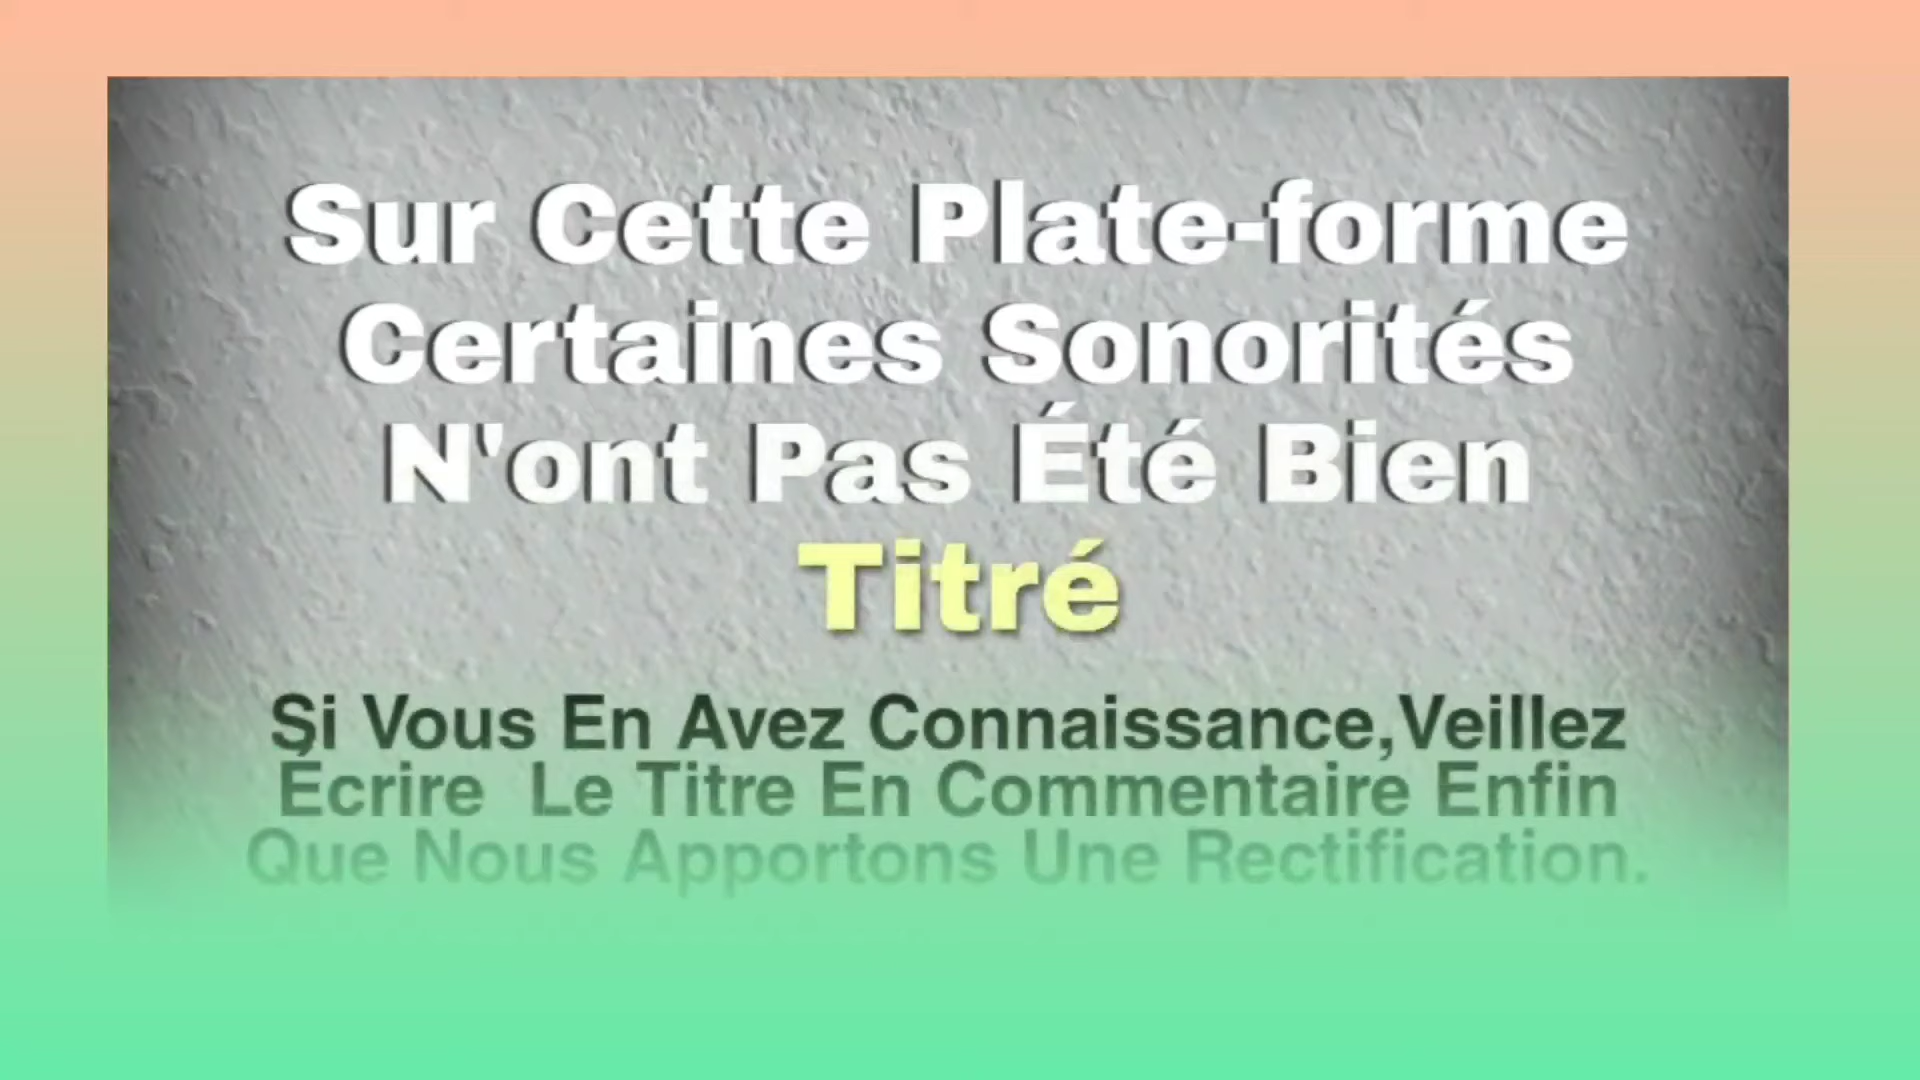 Sur Cette Plate-forme
Certaines Sonorités
N'ont Pas Été Bien
Titré
Si Vous En Avez Connaissance,Veillez
Écrire  Le Titre En Commentaire Enfin
Que Nous Apportons Une Rectification.